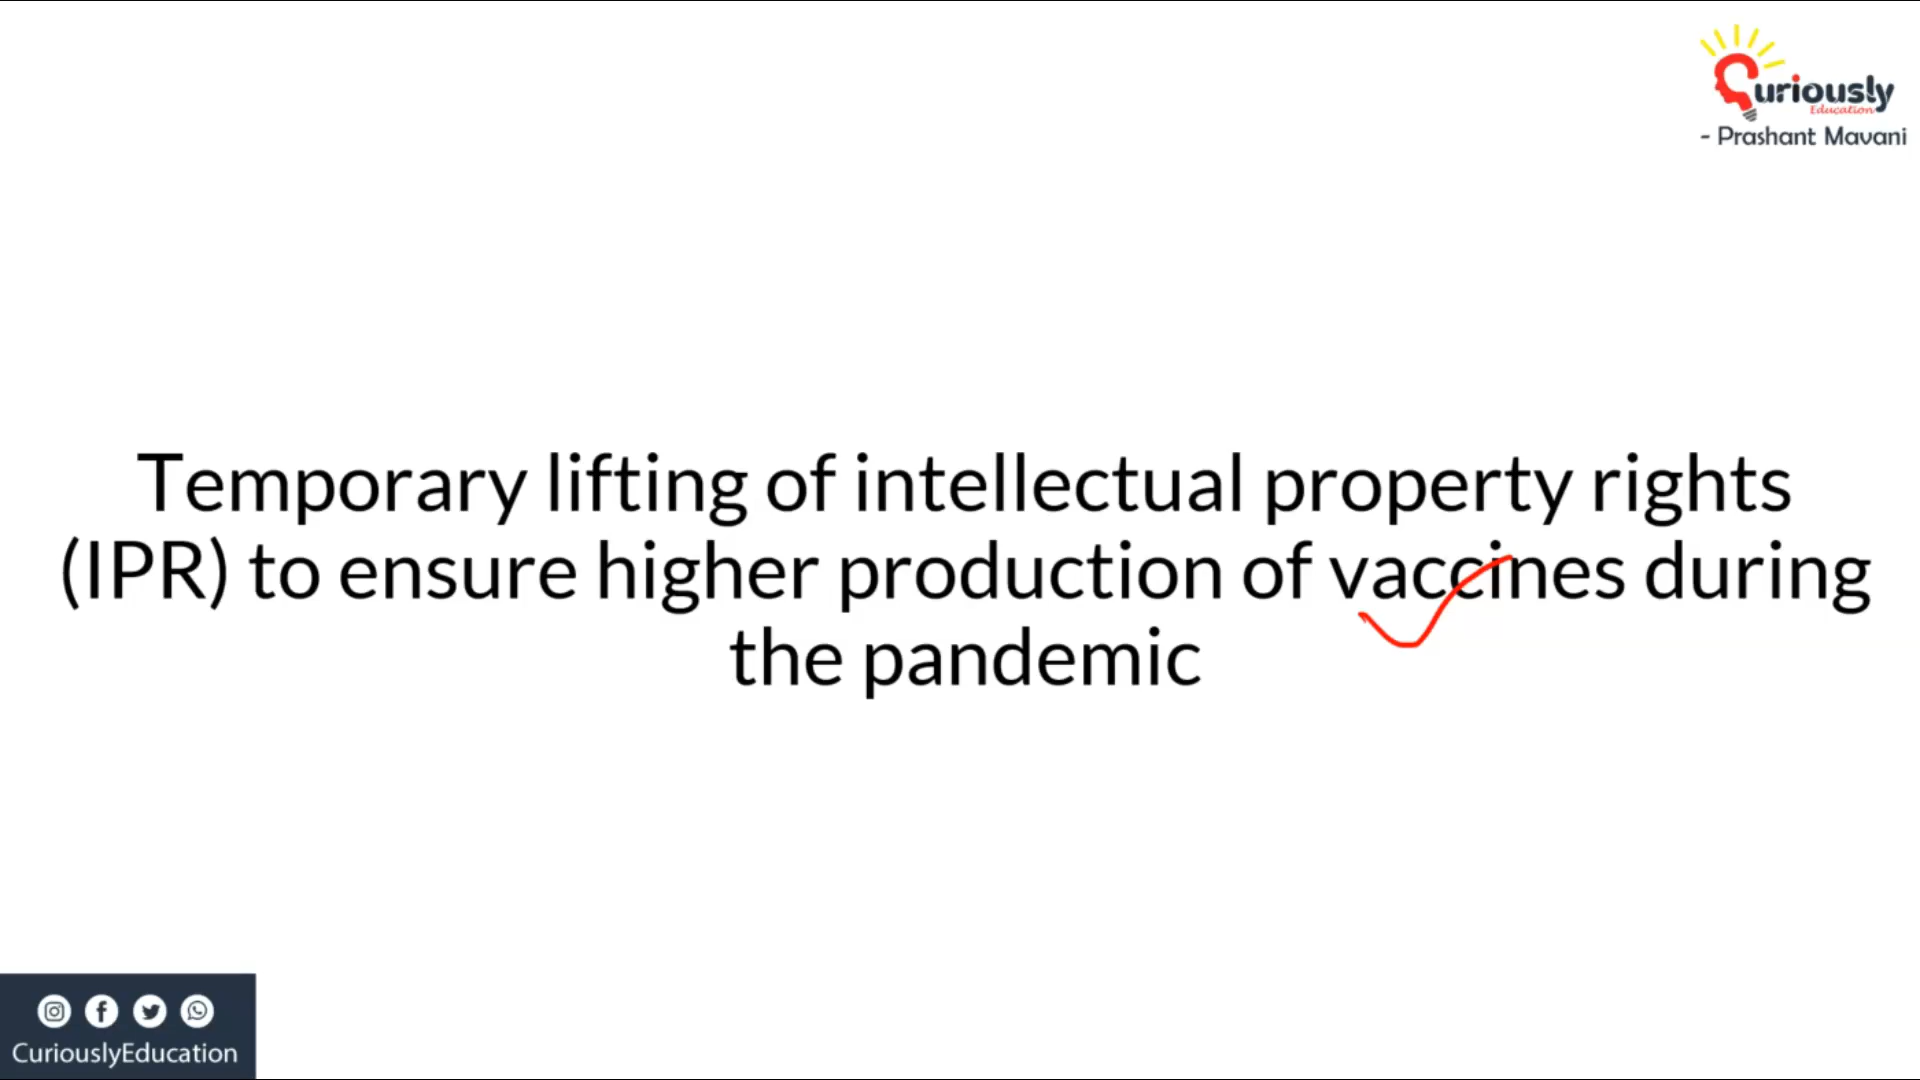 Curiously
Education
- Prashant Mavani
Temporary lifting of intellectual property rights
(IPR) to ensure higher production of vaccines during
the pandemic
CuriouslyEducation